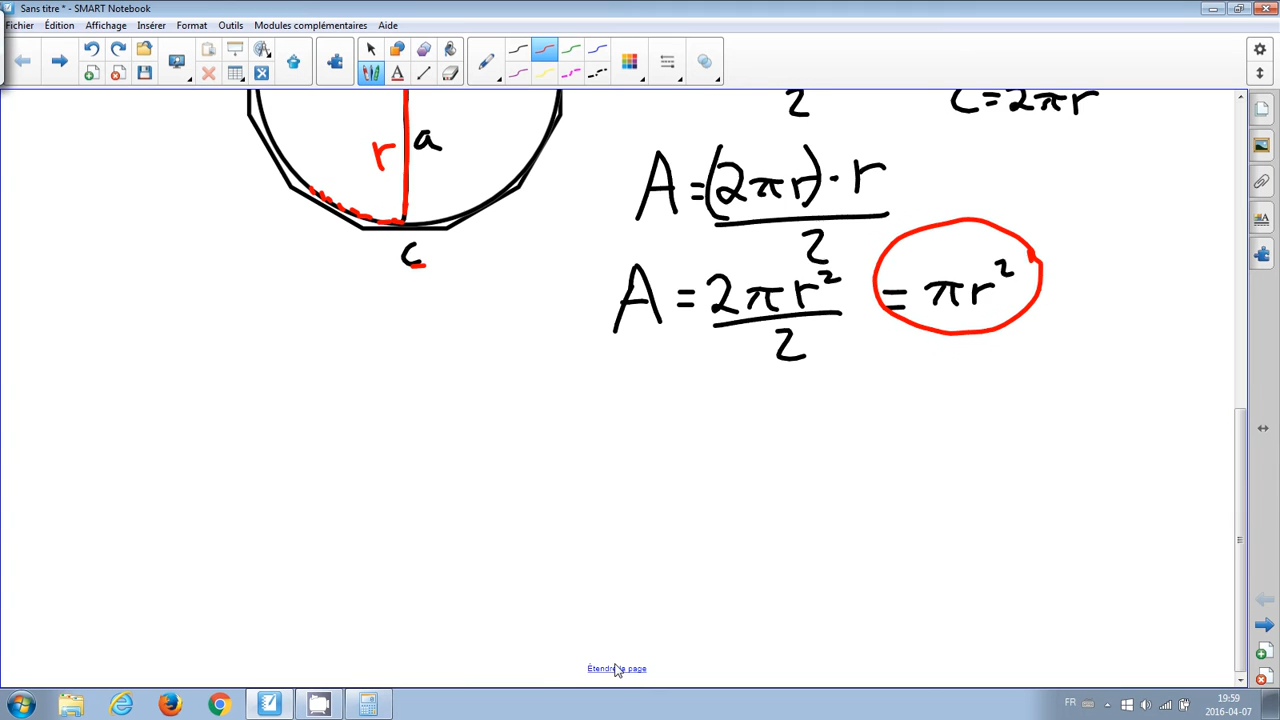 Sans titre * - SMART Notebook
Fichier Édition Affichage Insérer Format Outils Modules complémentaires Aide
2
C=2πr
r a
A=(2πr)·r
2
c
A=2πr² = πr²
2
Étendre la page
FR
19:59
2016-04-07